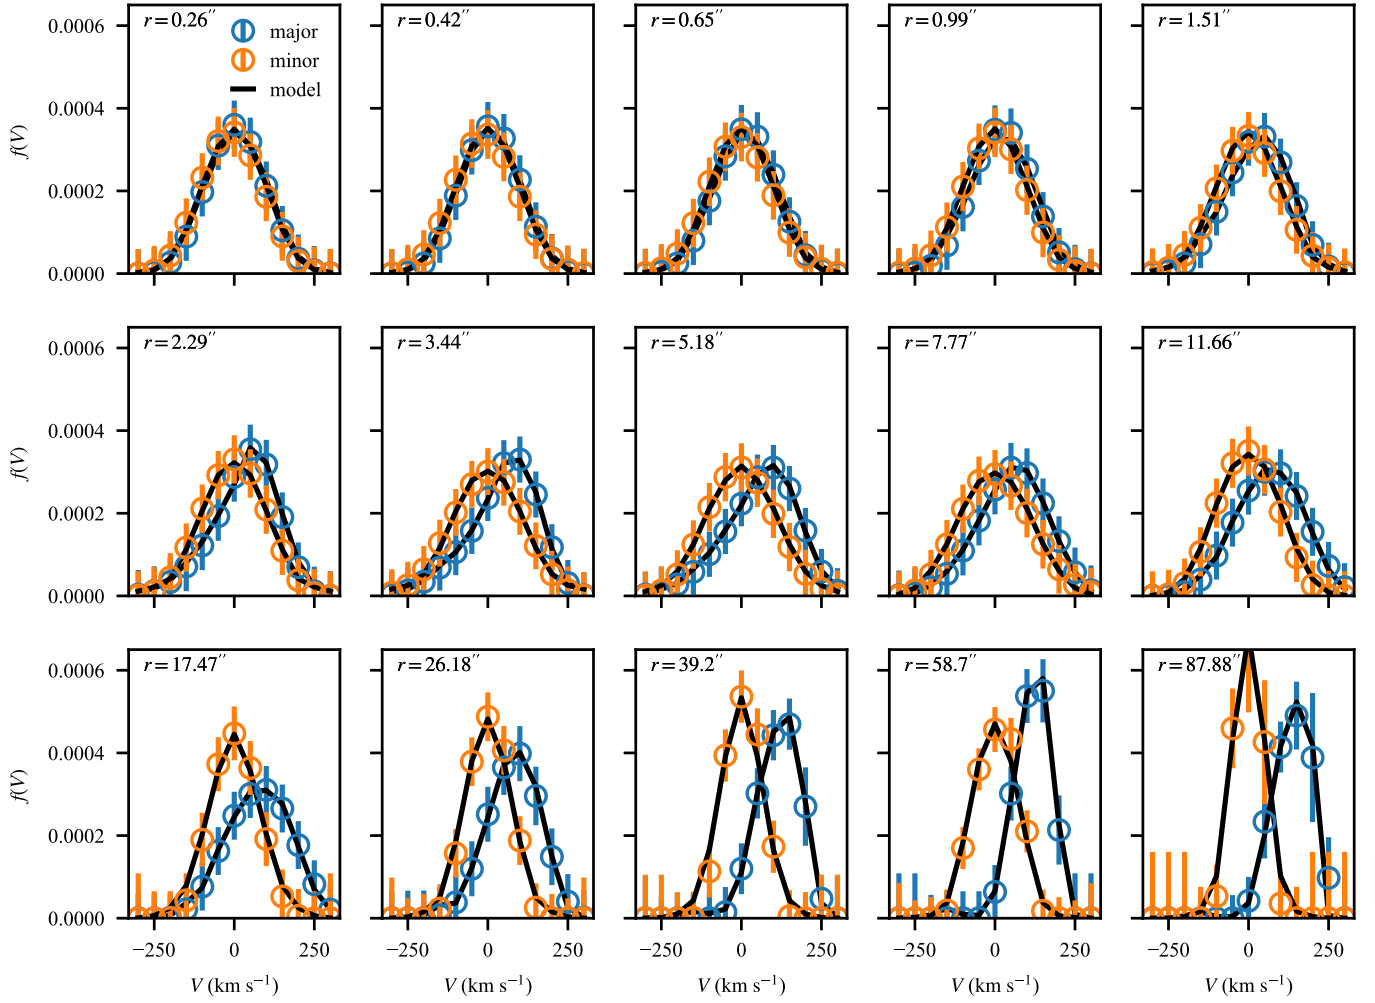 r = 0.26″
r = 0.42″
r = 0.65″
r = 0.99″
r = 1.51″
major
minor
model
0.0006
0.0004
0.0002
0.0000
f(V)
r = 2.29″
r = 3.44″
r = 5.18″
r = 7.77″
r = 11.66″
0.0006
0.0004
0.0002
0.0000
f(V)
r = 17.47″
r = 26.18″
r = 39.2″
r = 58.7″
r = 87.88″
0.0006
0.0004
0.0002
0.0000
f(V)
−250 0 250
−250 0 250
−250 0 250
−250 0 250
−250 0 250
V (km s⁻¹)
V (km s⁻¹)
V (km s⁻¹)
V (km s⁻¹)
V (km s⁻¹)